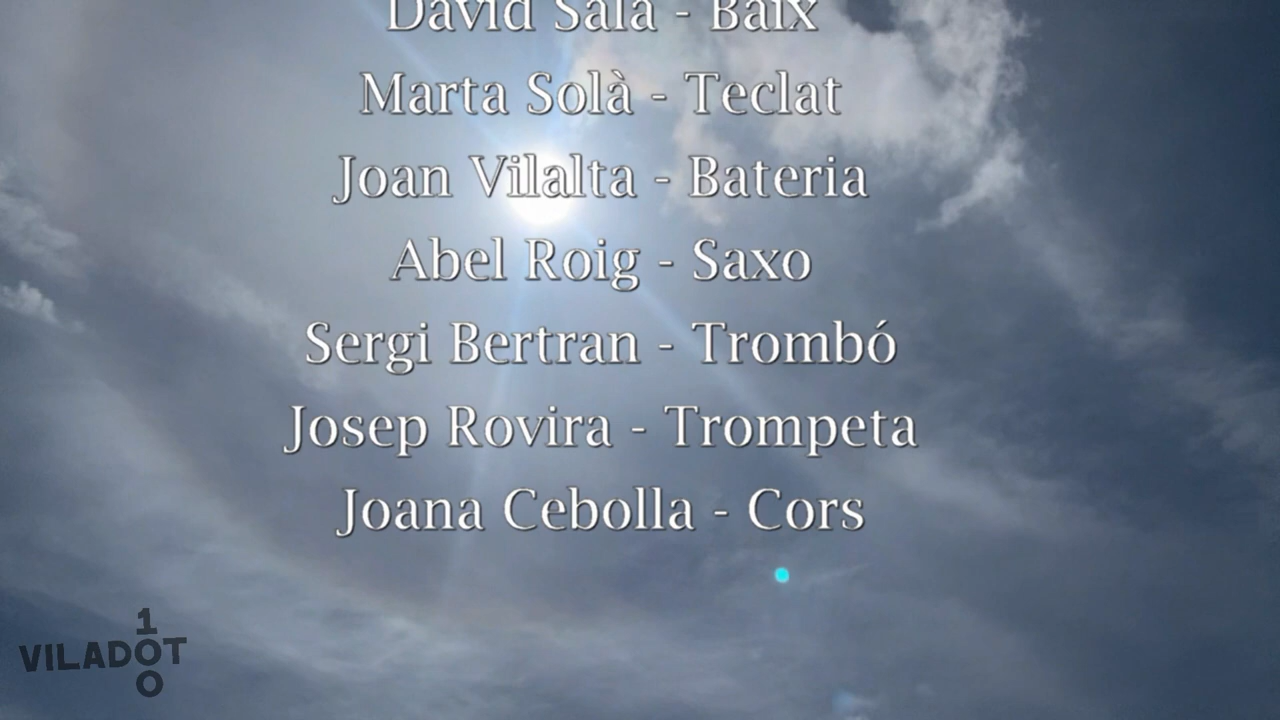 David Sala - Baix
Marta Solà - Teclat
Joan Vilalta - Bateria
Abel Roig - Saxo
Sergi Bertran - Trombó
Josep Rovira - Trompeta
Joana Cebolla - Cors
1
VILADOT
0